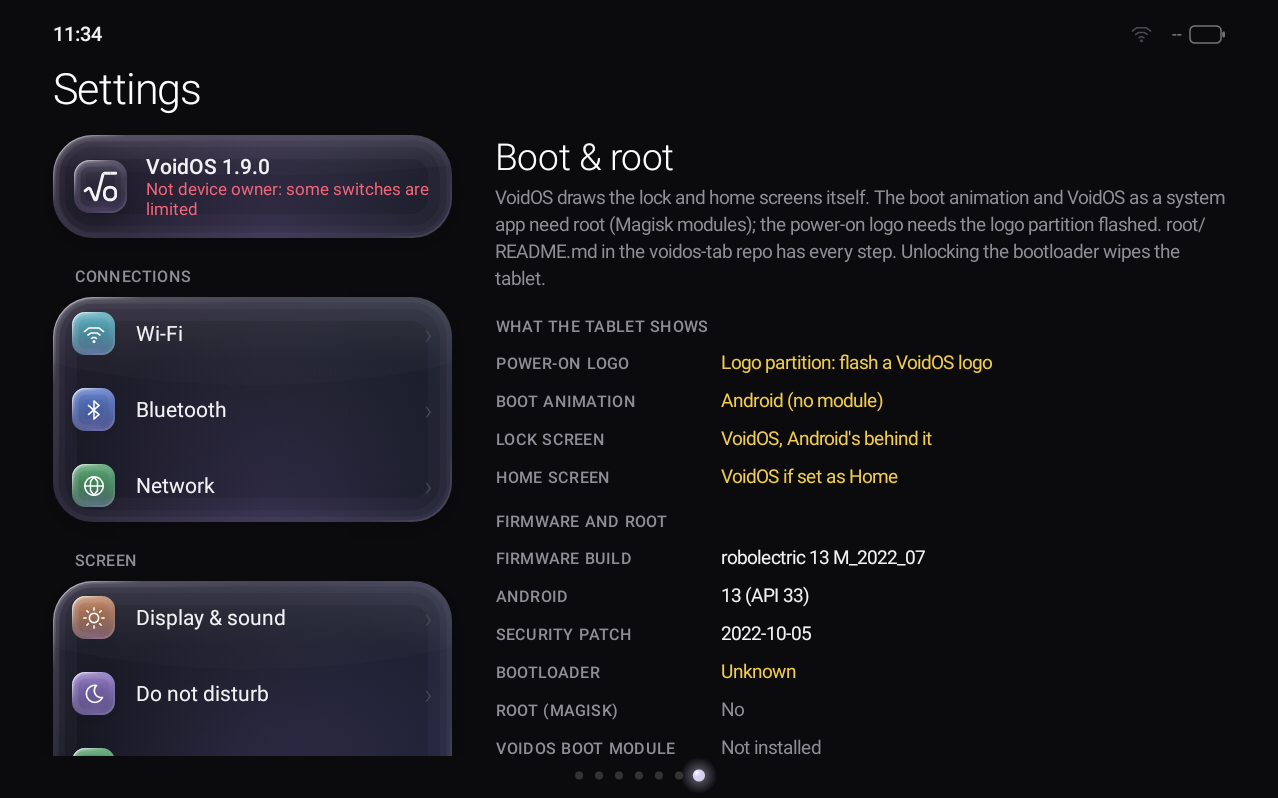 11:34
--
Settings
VoidOS 1.9.0
Not device owner: some switches are
limited
CONNECTIONS
Wi-Fi
Bluetooth
Network
SCREEN
Display & sound
Do not disturb
Boot & root
VoidOS draws the lock and home screens itself. The boot animation and VoidOS as a system
app need root (Magisk modules); the power-on logo needs the logo partition flashed. root/
README.md in the voidos-tab repo has every step. Unlocking the bootloader wipes the
tablet.
WHAT THE TABLET SHOWS
POWER-ON LOGO Logo partition: flash a VoidOS logo
BOOT ANIMATION Android (no module)
LOCK SCREEN VoidOS, Android's behind it
HOME SCREEN VoidOS if set as Home
FIRMWARE AND ROOT
FIRMWARE BUILD robolectric 13 M_2022_07
ANDROID 13 (API 33)
SECURITY PATCH 2022-10-05
BOOTLOADER Unknown
ROOT (MAGISK) No
VOIDOS BOOT MODULE Not installed